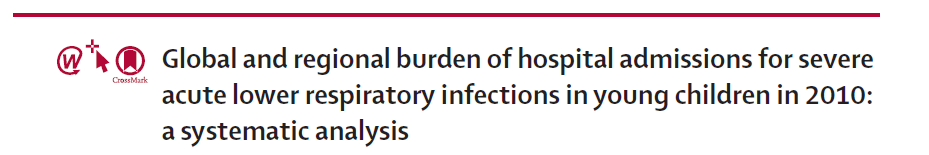 W
CrossMark
Global and regional burden of hospital admissions for severe
acute lower respiratory infections in young children in 2010:
a systematic analysis